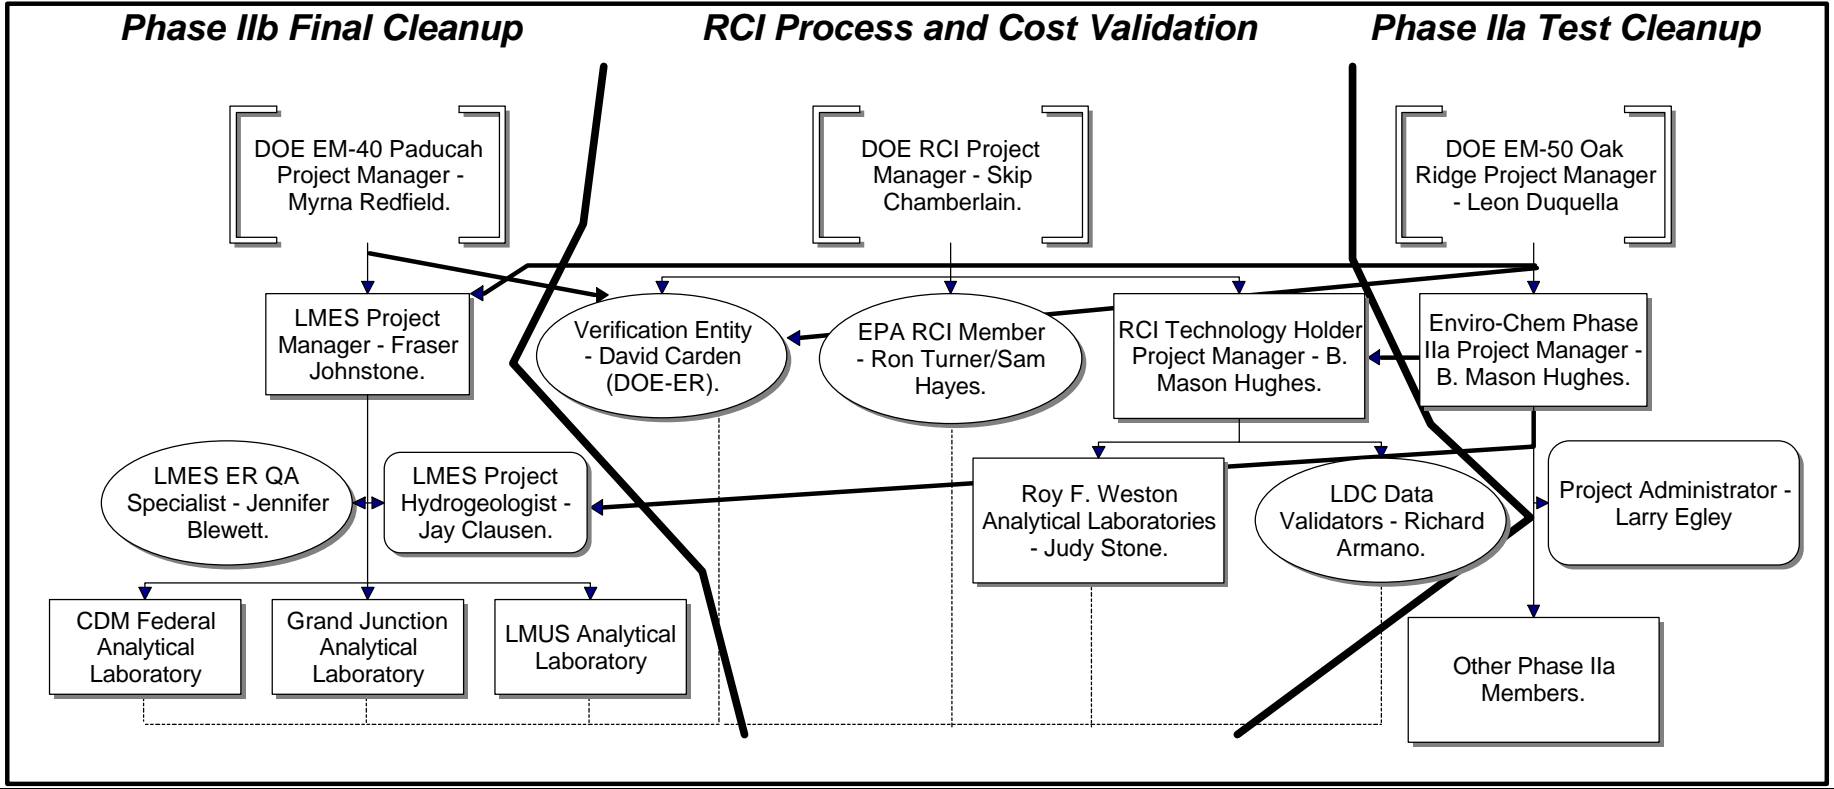 Phase IIb Final Cleanup
RCI Process and Cost Validation
Phase IIa Test Cleanup
DOE EM-40 Paducah
Project Manager -
Myrna Redfield.
DOE RCI Project
Manager - Skip
Chamberlain.
DOE EM-50 Oak
Ridge Project Manager
- Leon Duquella
LMES Project
Manager - Fraser
Johnstone.
Verification Entity
- David Carden
(DOE-ER).
EPA RCI Member
- Ron Turner/Sam
Hayes.
RCI Technology Holder
Project Manager - B.
Mason Hughes.
Enviro-Chem Phase
IIa Project Manager -
B. Mason Hughes.
LMES ER QA
Specialist - Jennifer
Blewett.
LMES Project
Hydrogeologist -
Jay Clausen.
Roy F. Weston
Analytical Laboratories
- Judy Stone.
LDC Data
Validators - Richard
Armano.
Project Administrator -
Larry Egley
CDM Federal
Analytical
Laboratory
Grand Junction
Analytical
Laboratory
LMUS Analytical
Laboratory
Other Phase IIa
Members.